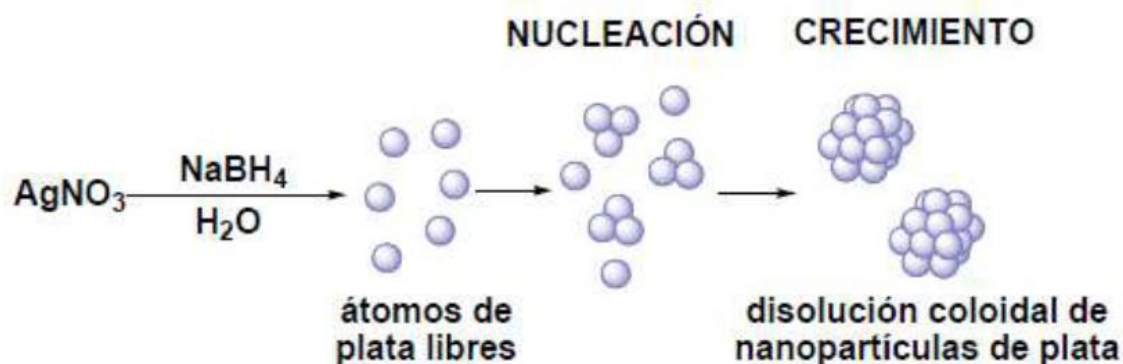 NUCLEACIÓN
CRECIMIENTO
AgNO₃
NaBH₄
H₂O
átomos de
plata libres
disolución coloidal de
nanopartículas de plata